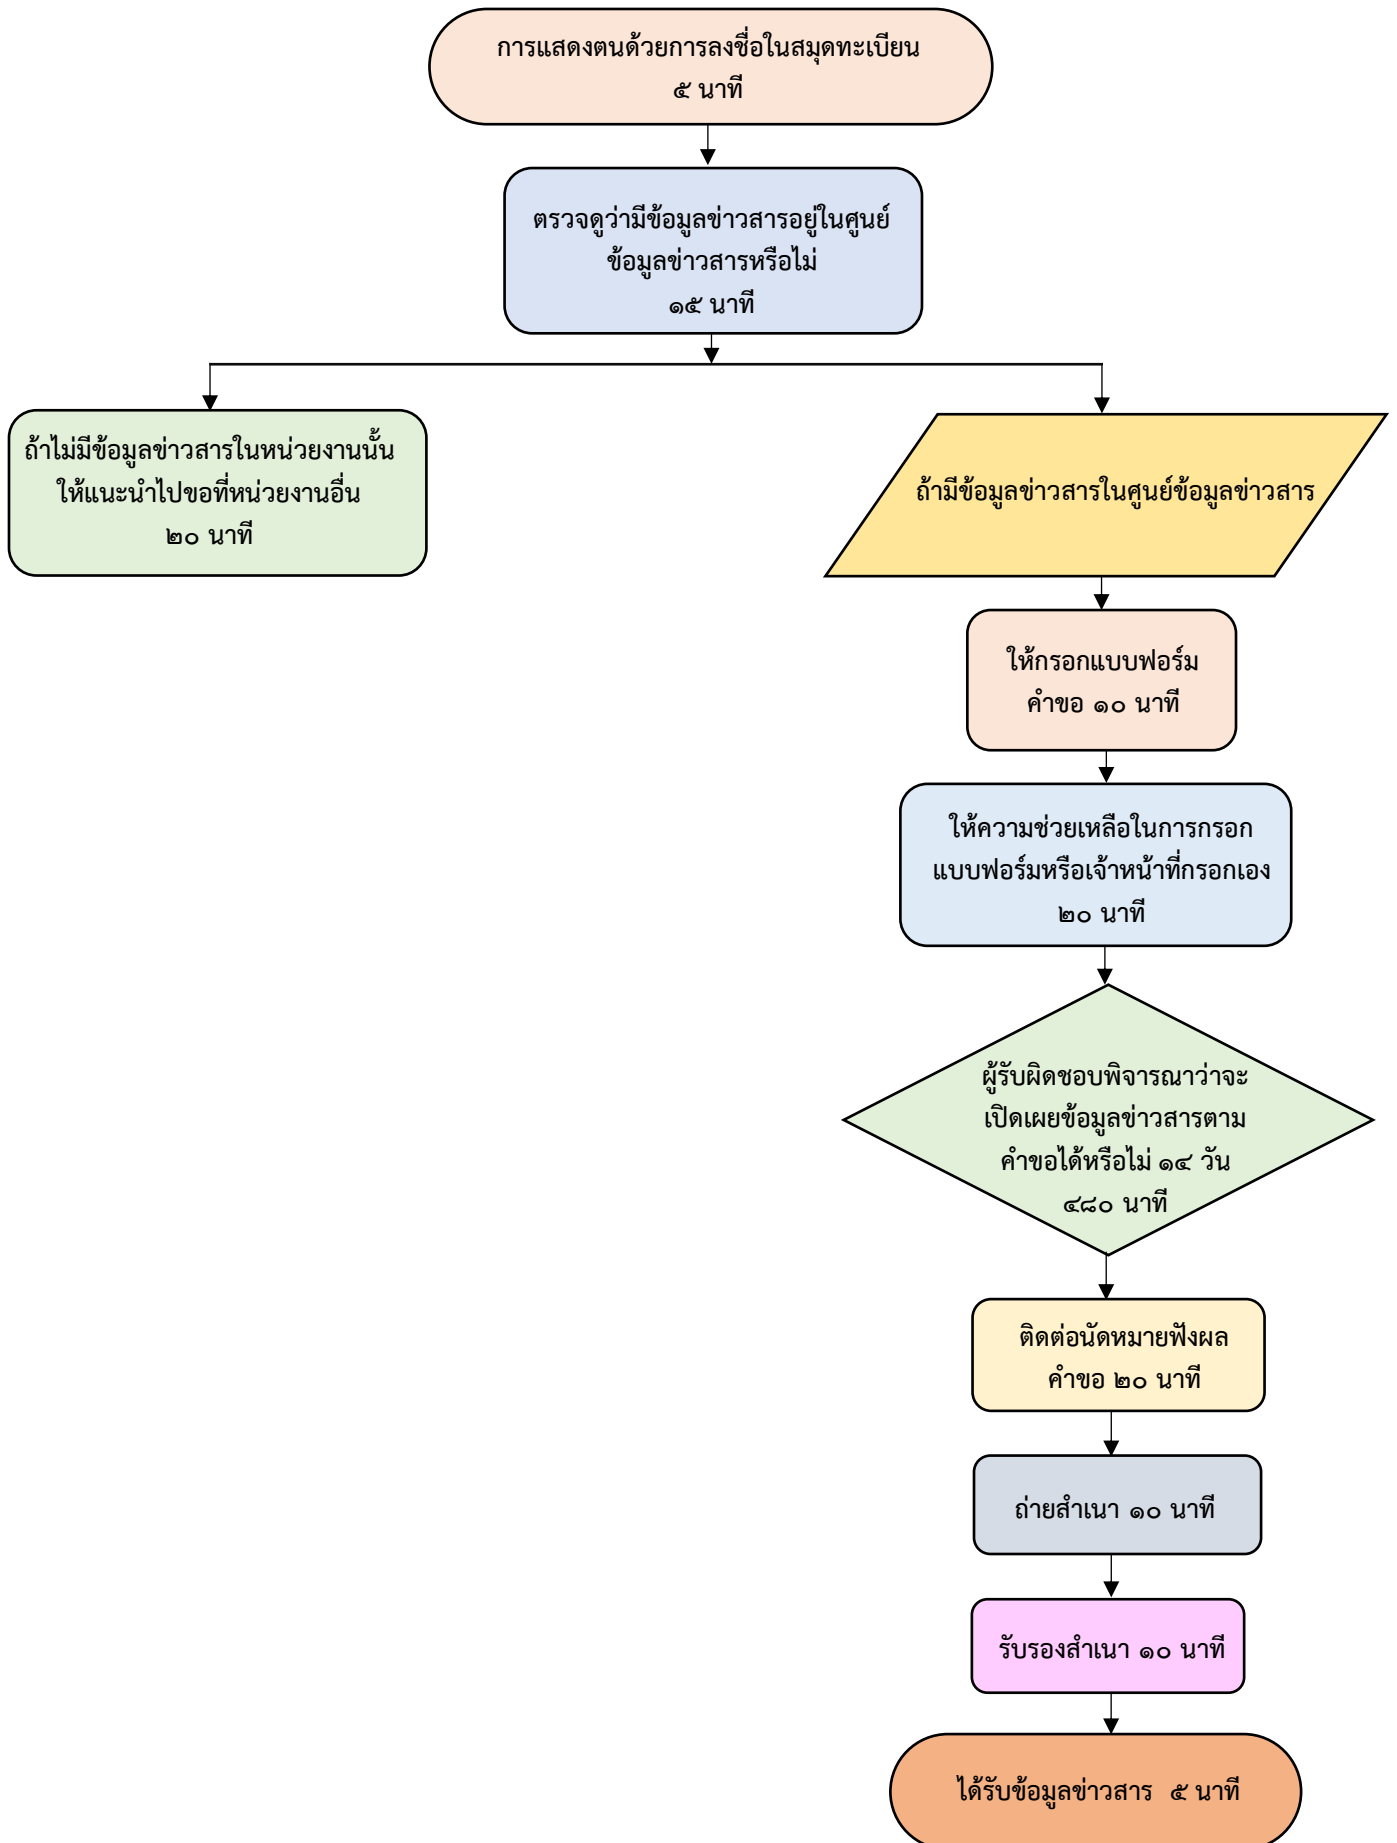 การแสดงตนด้วยการลงชื่อในสมุดทะเบียน
๕ นาที
ตรวจดูว่ามีข้อมูลข่าวสารอยู่ในศูนย์
ข้อมูลข่าวสารหรือไม่
๑๕ นาที
ถ้าไม่มีข้อมูลข่าวสารในหน่วยงานนั้น
ให้แนะนำไปขอที่หน่วยงานอื่น
๒๐ นาที
ถ้ามีข้อมูลข่าวสารในศูนย์ข้อมูลข่าวสาร
ให้กรอกแบบฟอร์ม
คำขอ ๑๐ นาที
ให้ความช่วยเหลือในการกรอก
แบบฟอร์มหรือเจ้าหน้าที่กรอกเอง
๒๐ นาที
ผู้รับผิดชอบพิจารณาว่าจะ
เปิดเผยข้อมูลข่าวสารตาม
คำขอได้หรือไม่ ๑๔ วัน
๔๘๐ นาที
ติดต่อนัดหมายฟังผล
คำขอ ๒๐ นาที
ถ่ายสำเนา ๑๐ นาที
รับรองสำเนา ๑๐ นาที
ได้รับข้อมูลข่าวสาร ๕ นาที